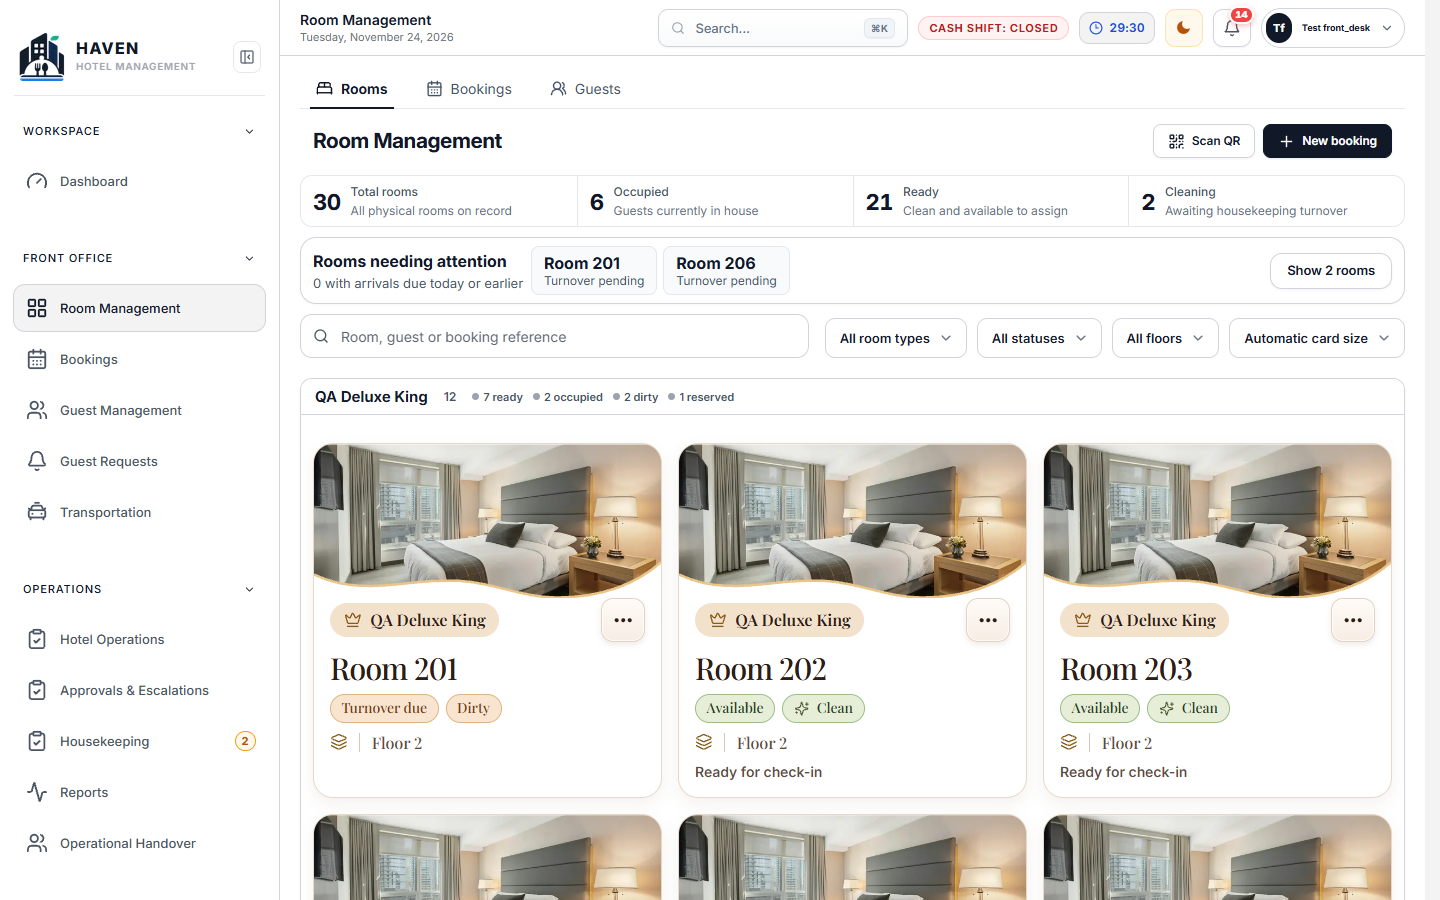 HAVEN
HOTEL MANAGEMENT
WORKSPACE
Dashboard
FRONT OFFICE
Room Management
Bookings
Guest Management
Guest Requests
Transportation
OPERATIONS
Hotel Operations
Approvals & Escalations
Housekeeping 2
Reports
Operational Handover
Room Management
Tuesday, November 24, 2026
Search... ⌘K
CASH SHIFT: CLOSED
29:30
14
Tf Test front_desk
Rooms Bookings Guests
Room Management
Scan QR
New booking
30 Total rooms
All physical rooms on record
6 Occupied
Guests currently in house
21 Ready
Clean and available to assign
2 Cleaning
Awaiting housekeeping turnover
Rooms needing attention
0 with arrivals due today or earlier
Room 201
Turnover pending
Room 206
Turnover pending
Show 2 rooms
Room, guest or booking reference
All room types All statuses All floors Automatic card size
QA Deluxe King 12 7 ready 2 occupied 2 dirty 1 reserved
QA Deluxe King
Room 201
Turnover due Dirty
Floor 2
QA Deluxe King
Room 202
Available Clean
Floor 2
Ready for check-in
QA Deluxe King
Room 203
Available Clean
Floor 2
Ready for check-in